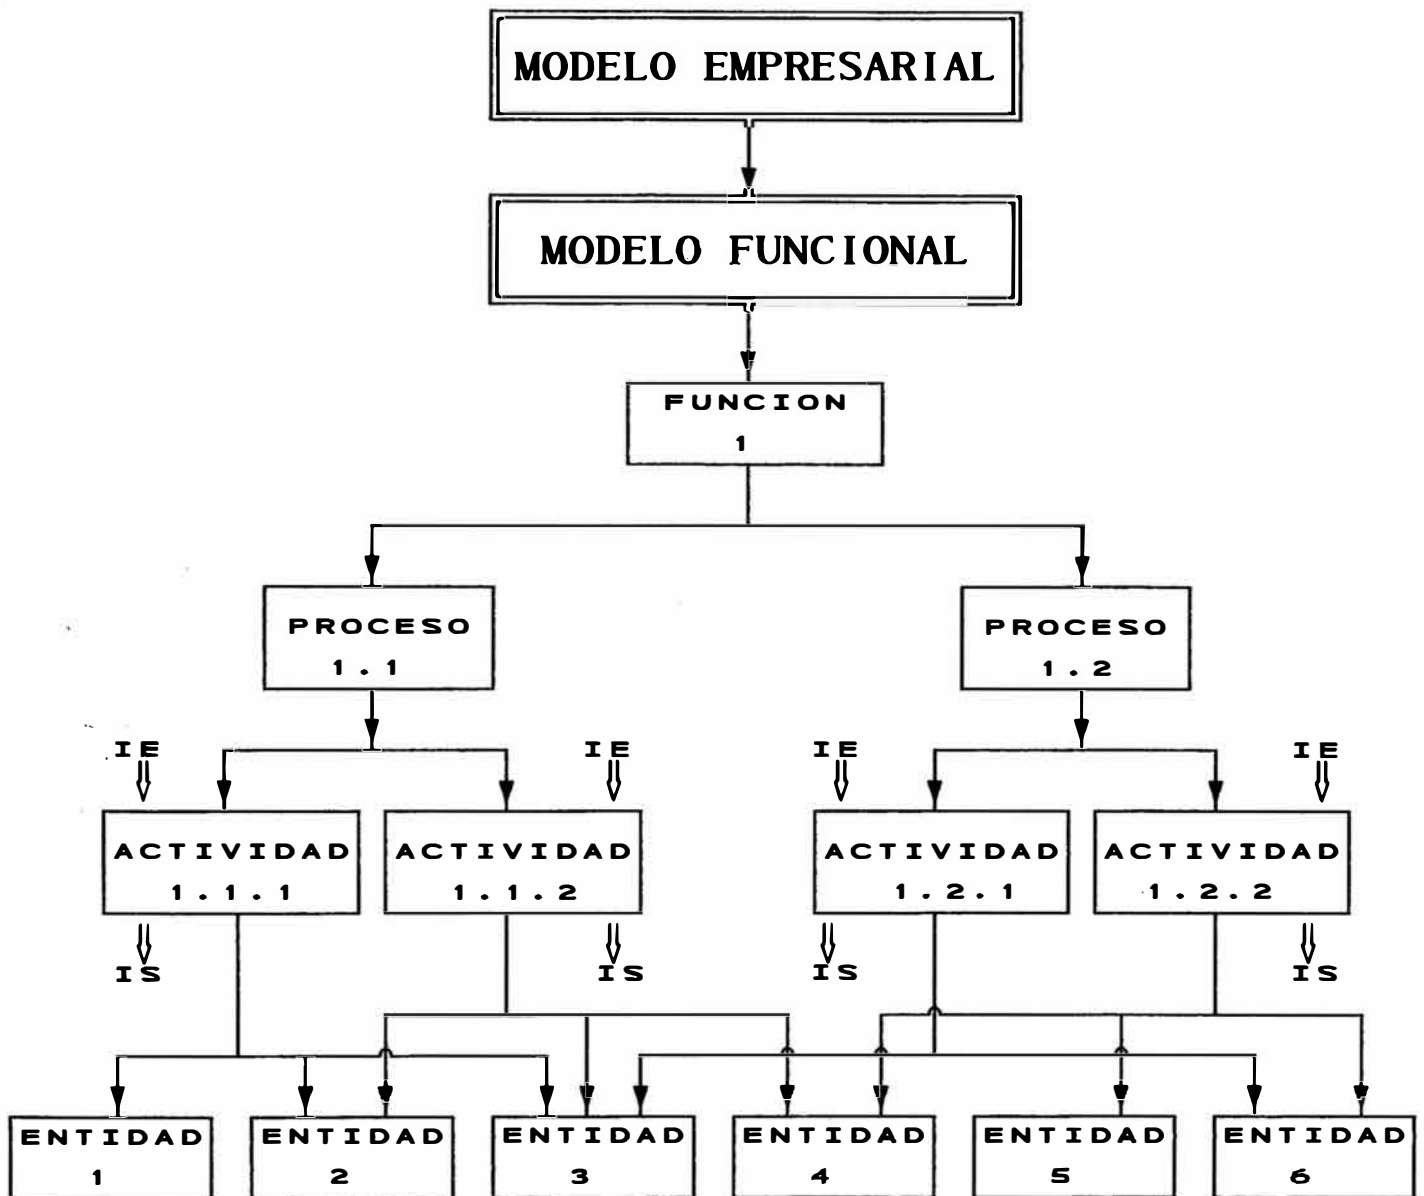 MODELO EMPRESARIAL
MODELO FUNCIONAL
FUNCION
1
PROCESO
1.1
PROCESO
1.2
IE
IE
IE
IE
ACTIVIDAD
1.1.1
ACTIVIDAD
1.1.2
ACTIVIDAD
1.2.1
ACTIVIDAD
1.2.2
IS
IS
IS
IS
ENTIDAD
1
ENTIDAD
2
ENTIDAD
3
ENTIDAD
4
ENTIDAD
5
ENTIDAD
6